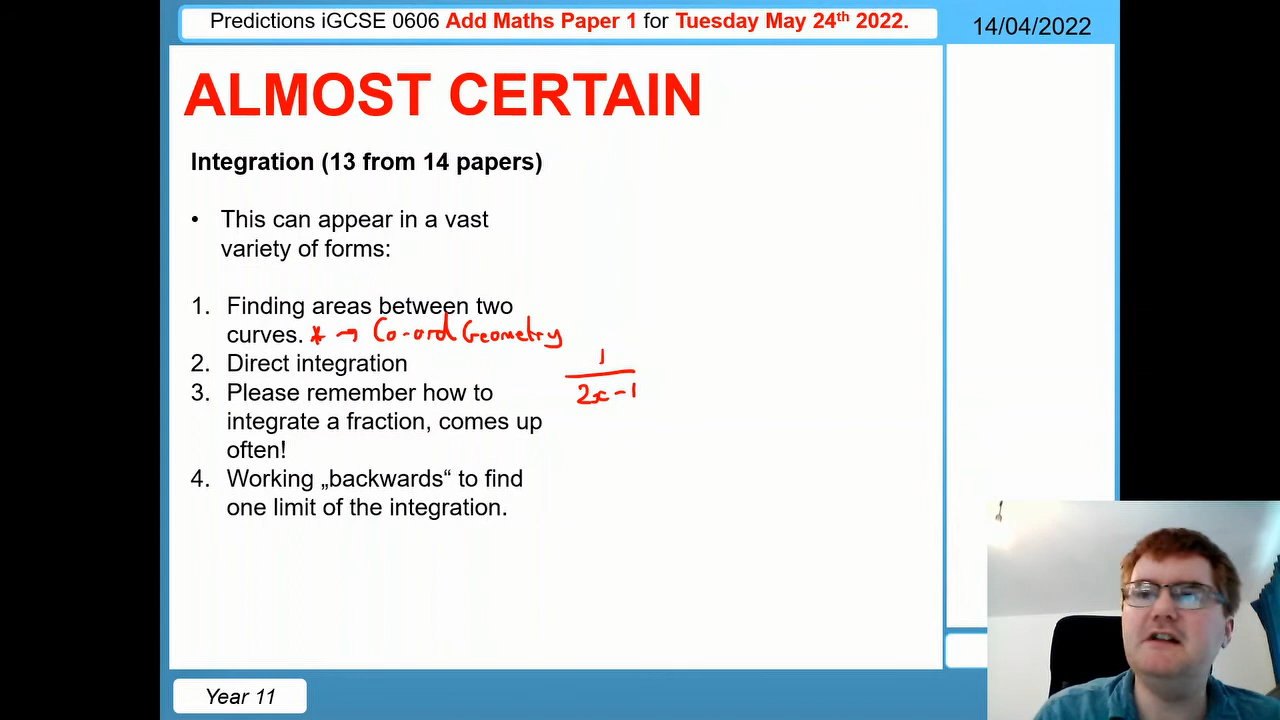 Predictions iGCSE 0606 Add Maths Paper 1 for Tuesday May 24th 2022.
14/04/2022
ALMOST CERTAIN
Integration (13 from 14 papers)
• This can appear in a vast
variety of forms:
1. Finding areas between two
curves. * → Co-ord Geometry
2. Direct integration
1
3. Please remember how to
2x-1
integrate a fraction, comes up
often!
4. Working „backwards“ to find
one limit of the integration.
Year 11